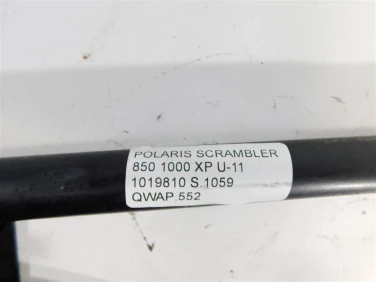 POLARIS SCRAMBLER
850 1000 XP U-11
1019810 S.1059
QWAP.552